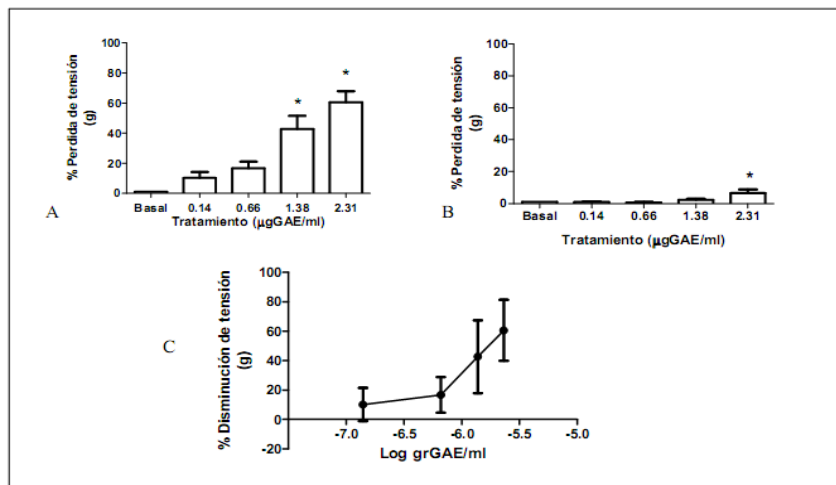 100
80
60
40
20
0
% Perdida de tensión
(g)
*
*
Basal
0.14
0.66
1.38
2.31
Tratamiento (µgGAE/ml)
A
100
80
60
40
20
0
% Perdida de tensión
(g)
*
Basal
0.14
0.66
1.38
2.31
Tratamiento (µgGAE/ml)
B
C
100
80
60
40
20
0
-20
% Disminución de tensión
(g)
-7.0
-6.5
-6.0
-5.5
-5.0
Log grGAE/ml